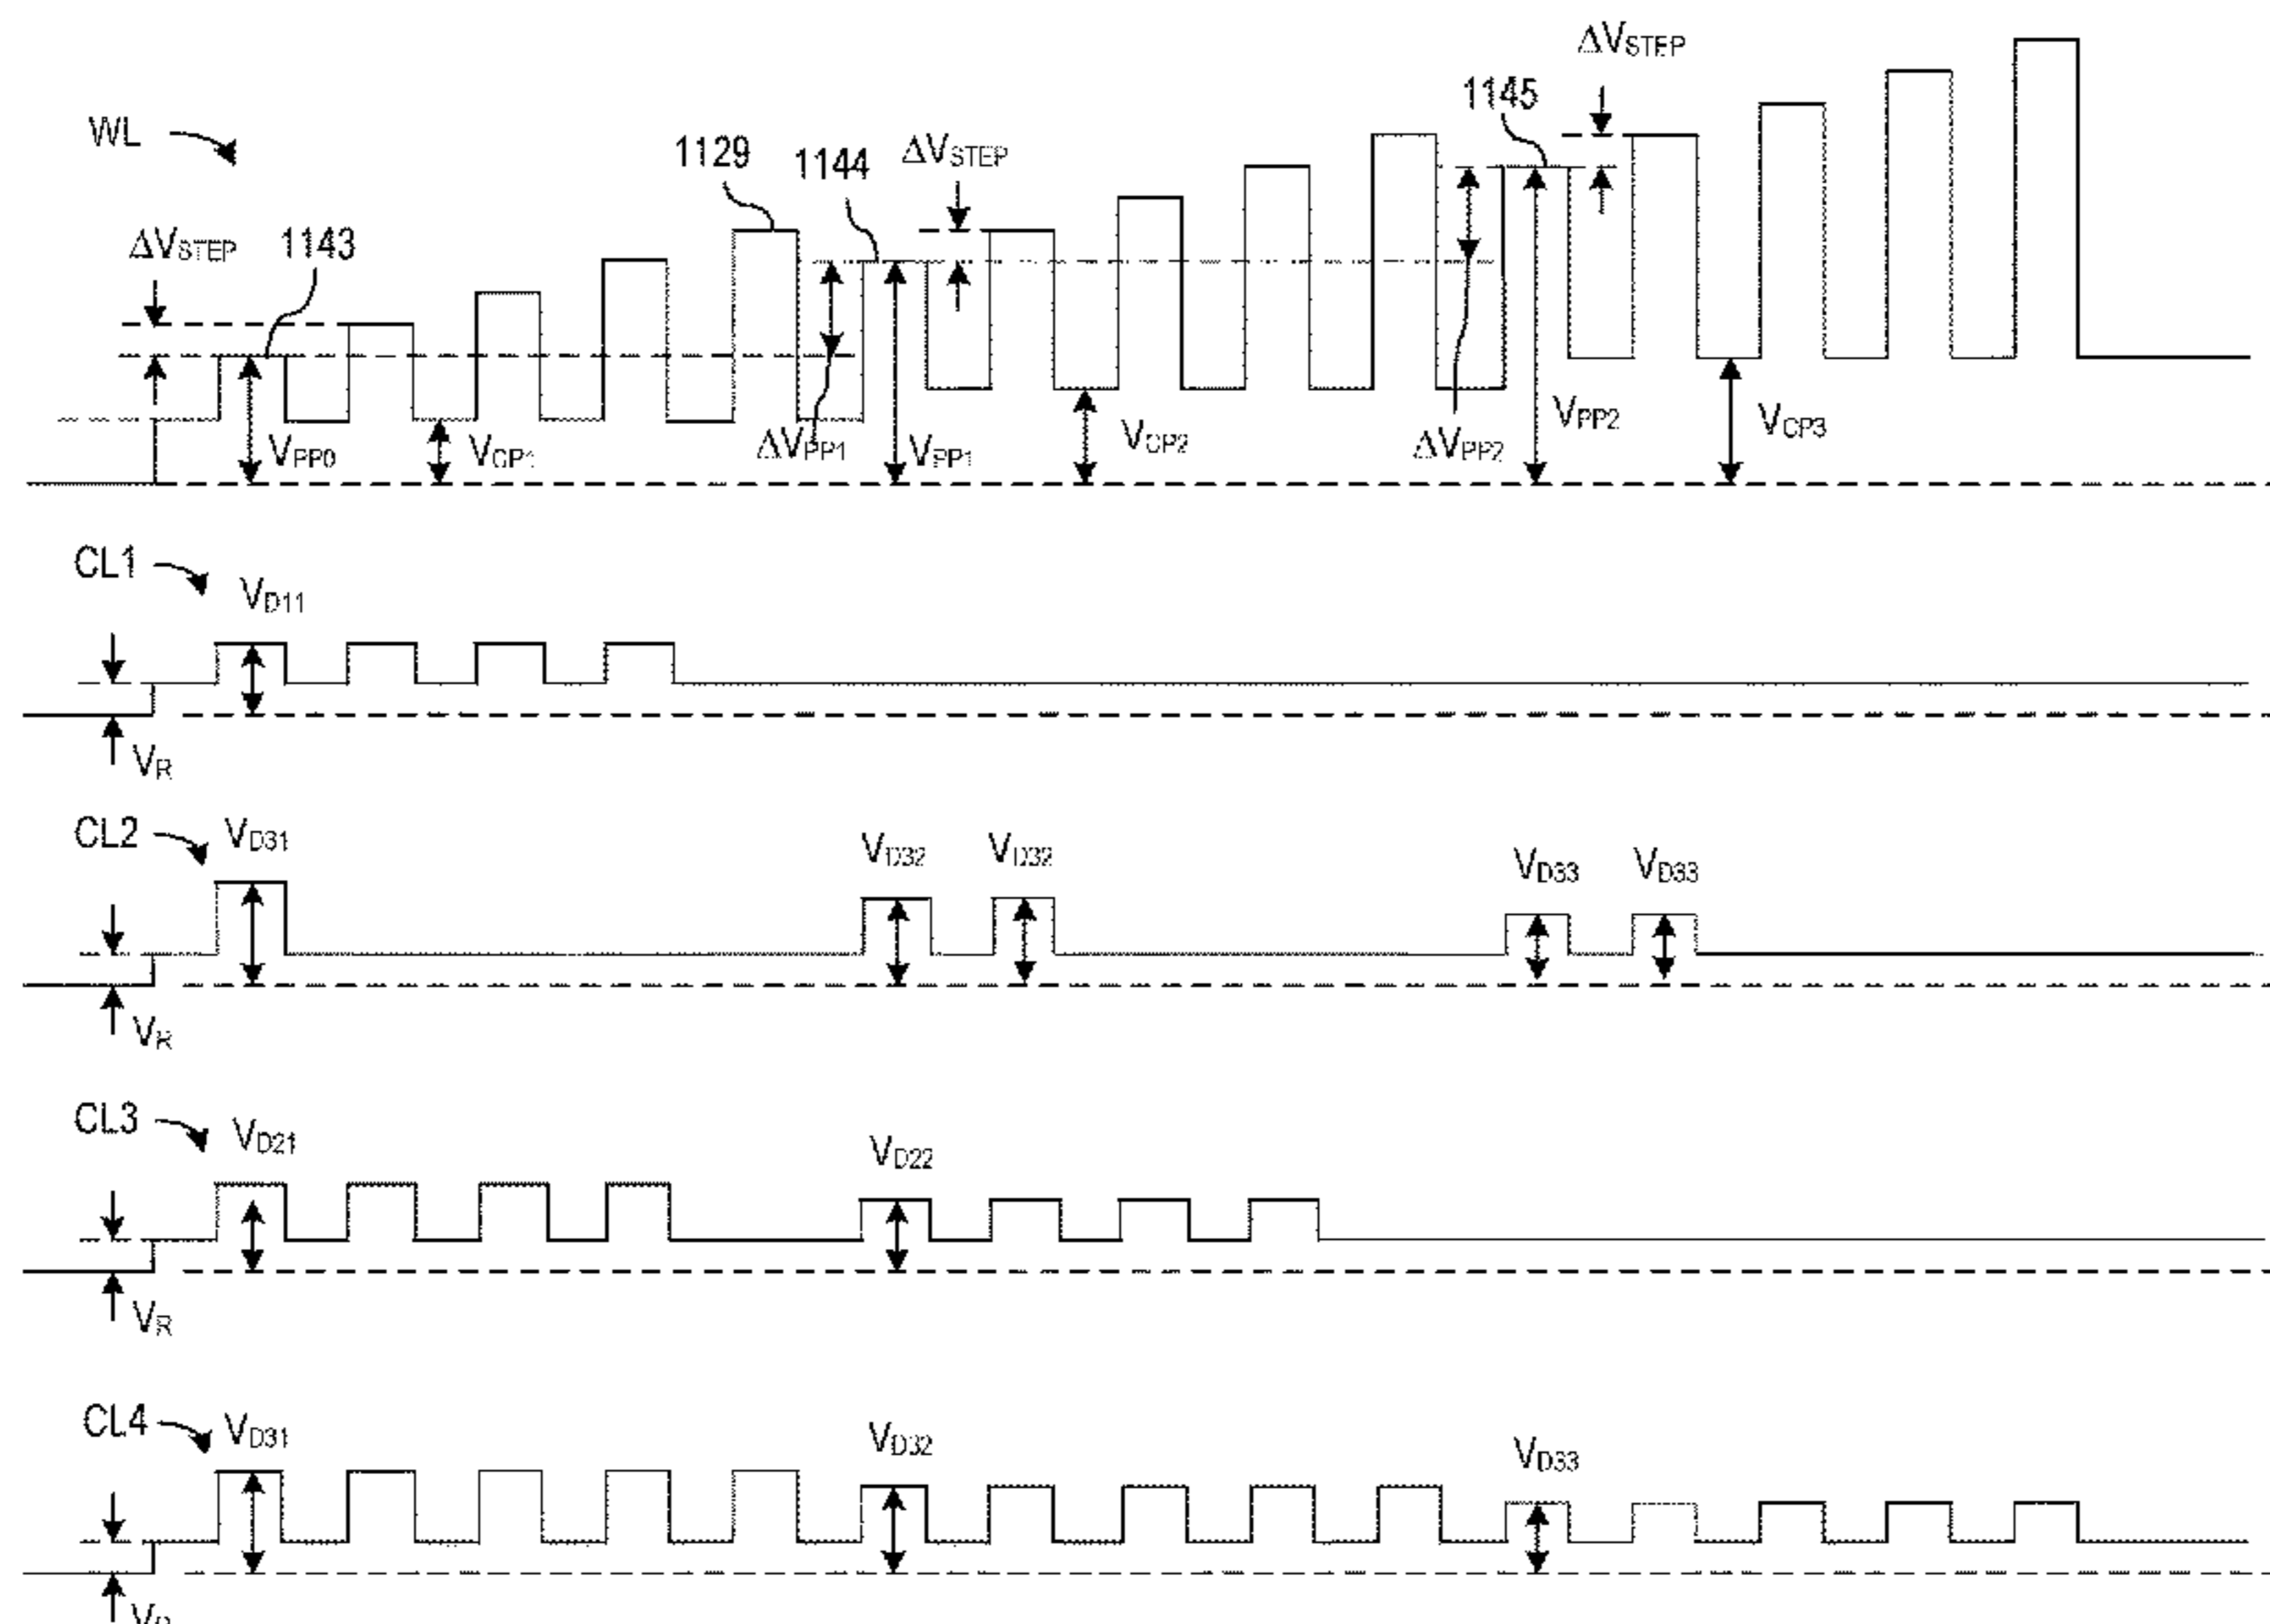 ΔVSTEP
1145
WL
1129
1144
ΔVSTEP
ΔVSTEP
1143
VPP0
VCP1
ΔVPP1
VPP1
VCP2
ΔVPP2
VPP2
VCP3
CL1
VD11
VR
CL2
VD31
VD32
VD32
VD33
VD33
VR
CL3
VD21
VD22
VR
CL4
VD31
VD32
VD33